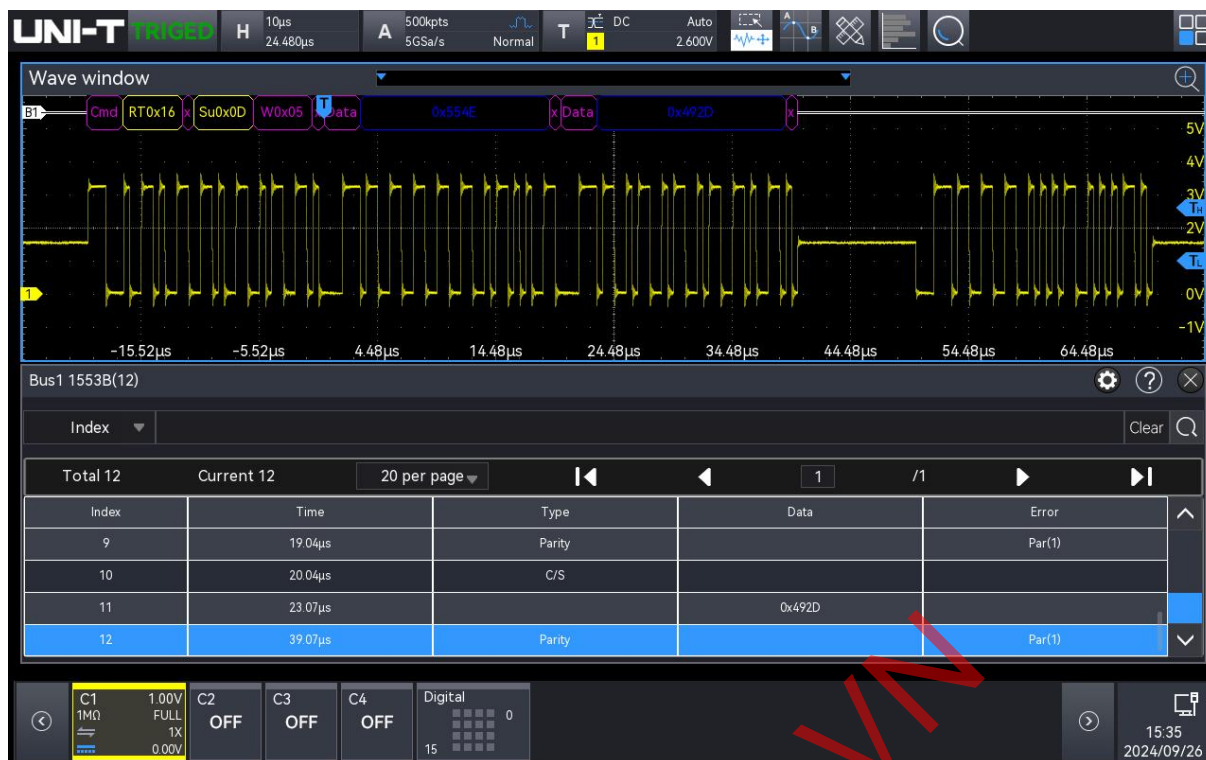 UNI-T TRIGED H 10µs 24.480µs A 500kpts 5GSa/s Normal T DC 1 Auto 2.600V A B
Wave window
T
B1 Cmd RT0x16 x Su0x0D W0x05 Data 0x554E x Data 0x492D x
5V
4V
3V
TH
2V
TL
1 0V
-1V
-15.52µs -5.52µs 4.48µs 14.48µs 24.48µs 34.48µs 44.48µs 54.48µs 64.48µs
Bus1 1553B(12) ?
Index Clear
Total 12 Current 12 20 per page 1 /1
Index Time Type Data Error
9 19.04µs Parity Par(1)
10 20.04µs C/S
11 23.07µs 0x492D
12 39.07µs Parity Par(1)
C1 1.00V C2 C3 C4 Digital
1MΩ FULL OFF OFF OFF 0
1X
0.00V 15
15:35
2024/09/26
VN